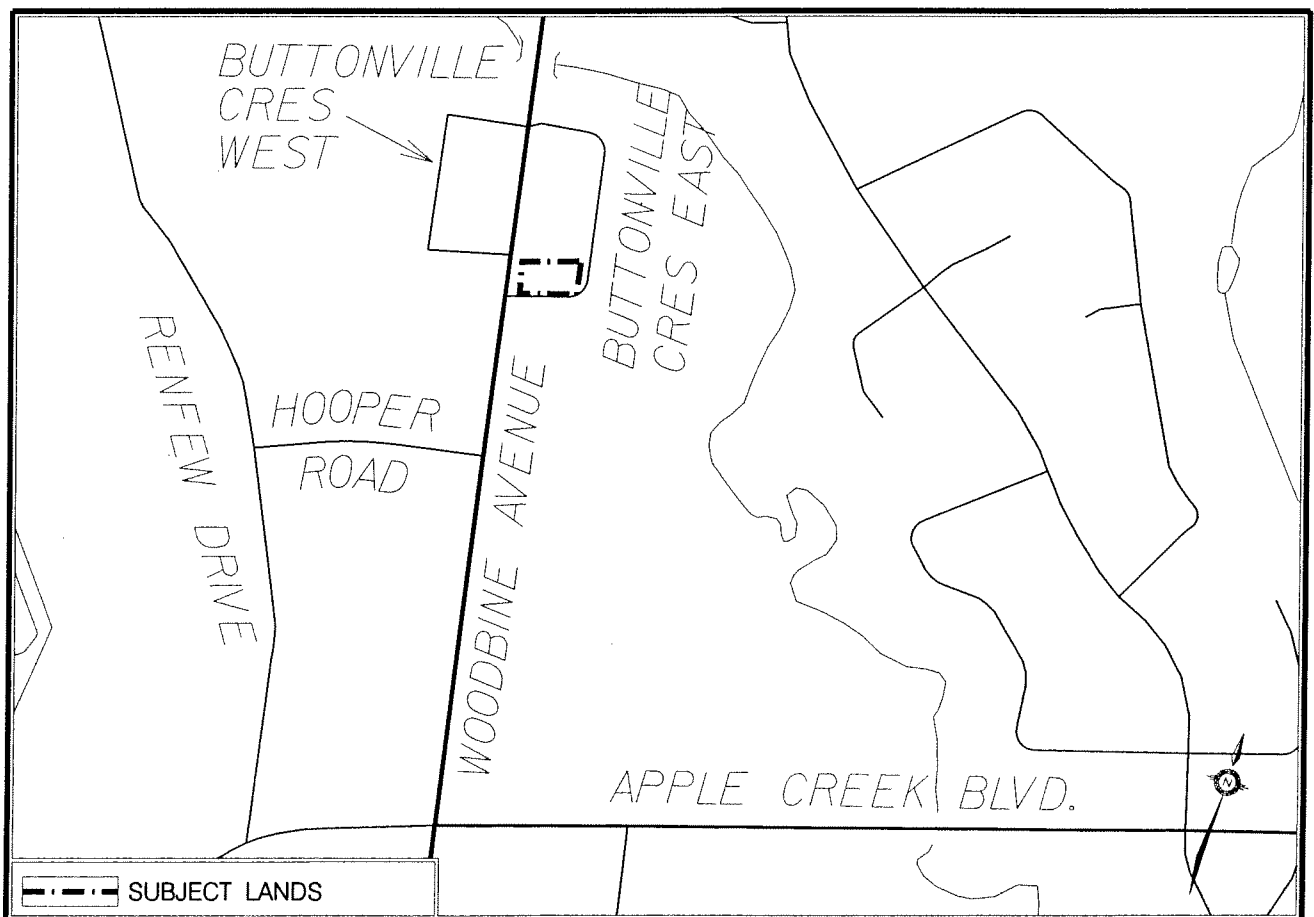 BUTTONVILLE
CRES
WEST
BUTTONVILLE
CRES EAST
RENFEW DRIVE
HOOPER
ROAD
WOODBINE AVENUE
APPLE CREEK BLVD.
N
SUBJECT LANDS